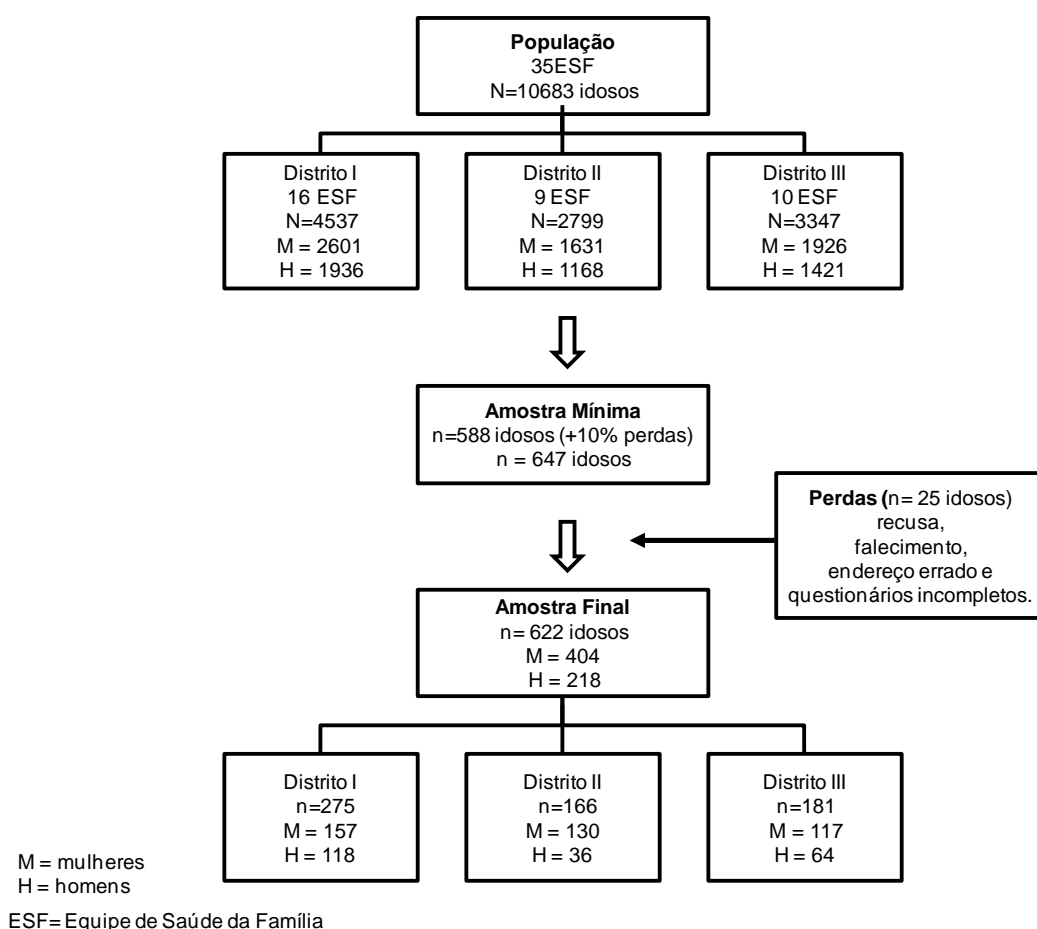 População
35ESF
N=10683 idosos
Distrito I
16 ESF
N=4537
M = 2601
H = 1936
Distrito II
9 ESF
N=2799
M = 1631
H = 1168
Distrito III
10 ESF
N=3347
M = 1926
H = 1421
Amostra Mínima
n=588 idosos (+10% perdas)
n = 647 idosos
Perdas (n= 25 idosos)
recusa,
falecimento,
endereço errado e
questionários incompletos.
Amostra Final
n= 622 idosos
M = 404
H = 218
Distrito I
n=275
M = 157
H = 118
Distrito II
n=166
M = 130
H = 36
Distrito III
n=181
M = 117
H = 64
M = mulheres
H = homens
ESF= Equipe de Saúde da Família